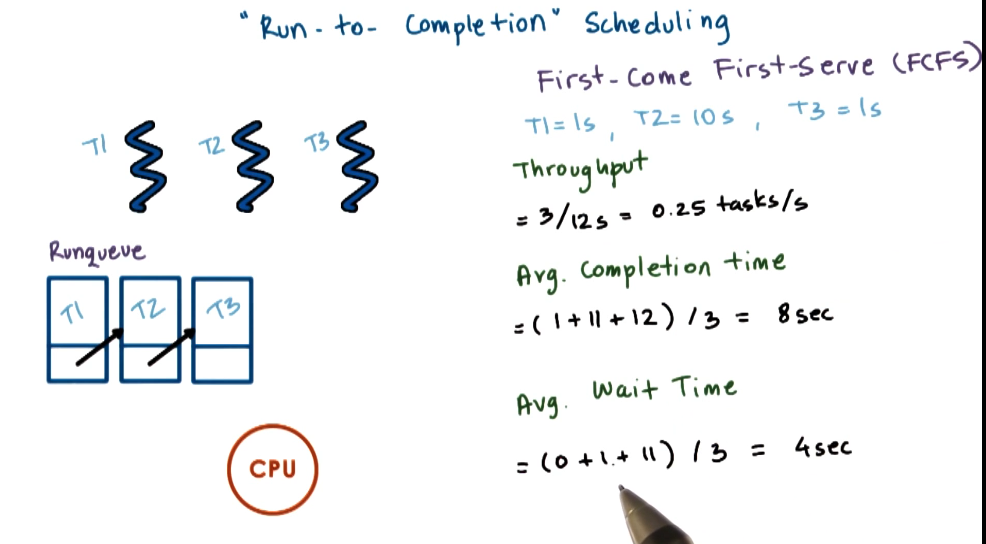 "Run-to-Completion" Scheduling
First-Come First-Serve (FCFS)
T1=1s, T2=10s, T3=1s
T1 T2 T3
Throughput
= 3/12s = 0.25 tasks/s
Runqueue
T1 T2 T3
Avg. Completion time
=(1+11+12)/3 = 8sec
Avg. Wait Time
=(0+1+11)/3 = 4sec
CPU